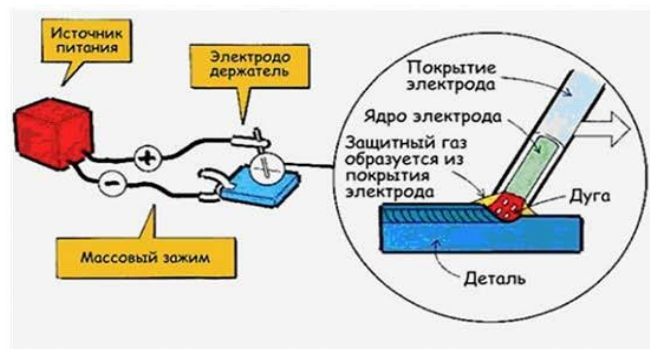 Источник
питания
Электродо
держатель
+
−
Массовый зажим
Покрытие
электрода
Ядро электрода
Защитный газ
образуется из
покрытия
электрода
Дуга
Деталь